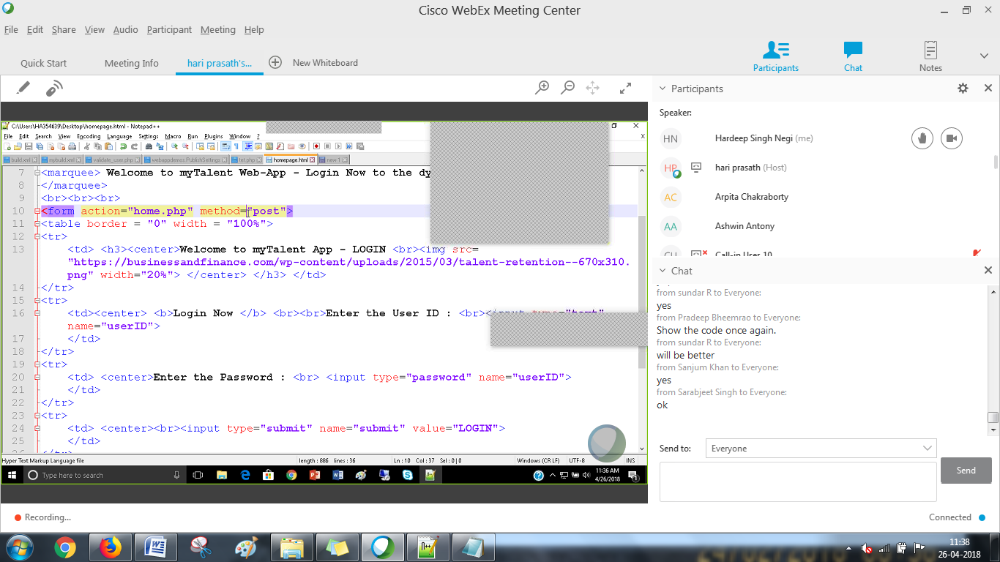 Cisco WebEx Meeting Center
File Edit Share View Audio Participant Meeting Help
Quick Start Meeting Info hari prasath's... New Whiteboard
Participants Chat Notes
C:\Users\HA354639\Desktop\homepage.html - Notepad++
File Edit Search View Encoding Language Settings Macro Run Plugins Window ? X
build.xml mybuild.xml validate_user.php webappdemos.PublishSettings tet.php homepage.html new 1
7 <marquee> Welcome to myTalent Web-App - Login Now to the dy
8 </marquee>
9 <br><br><br>
10 <form action="home.php" method="post">
11 <table border = "0" width = "100%">
12 <tr>
13 <td> <h3><center>Welcome to myTalent App - LOGIN <br><img src=
"https://businessandfinance.com/wp-content/uploads/2015/03/talent-retention--670x310.
png" width="20%"> </center> </h3> </td>
14 </tr>
15 <tr>
16 <td><center> <b>Login Now </b> <br><br>Enter the User ID : <br><input type="text"
name="userID">
17 </td>
18 </tr>
19 <tr>
20 <td> <center>Enter the Password : <br> <input type="password" name="userID">
21 </td>
22 </tr>
23 <tr>
24 <td> <center><br><input type="submit" name="submit" value="LOGIN">
25 </td>
Hyper Text Markup Language file length : 886 lines : 36 Ln : 10 Col : 37 Sel : 0 | 0 Windows (CR LF) UTF-8 INS
Type here to search 11:36 AM
4/26/2018
Participants
Speaker:
HN Hardeep Singh Negi (me)
HP hari prasath (Host)
AC Arpita Chakraborty
AA Ashwin Antony
Call-in User 10
Chat
from sundar R to Everyone:
yes
from Pradeep Bheemrao to Everyone:
Show the code once again.
from sundar R to Everyone:
will be better
from Sanjum Khan to Everyone:
yes
from Sarabjeet Singh to Everyone:
ok
Send to: Everyone
Send
Recording... Connected
11:38
26-04-2018